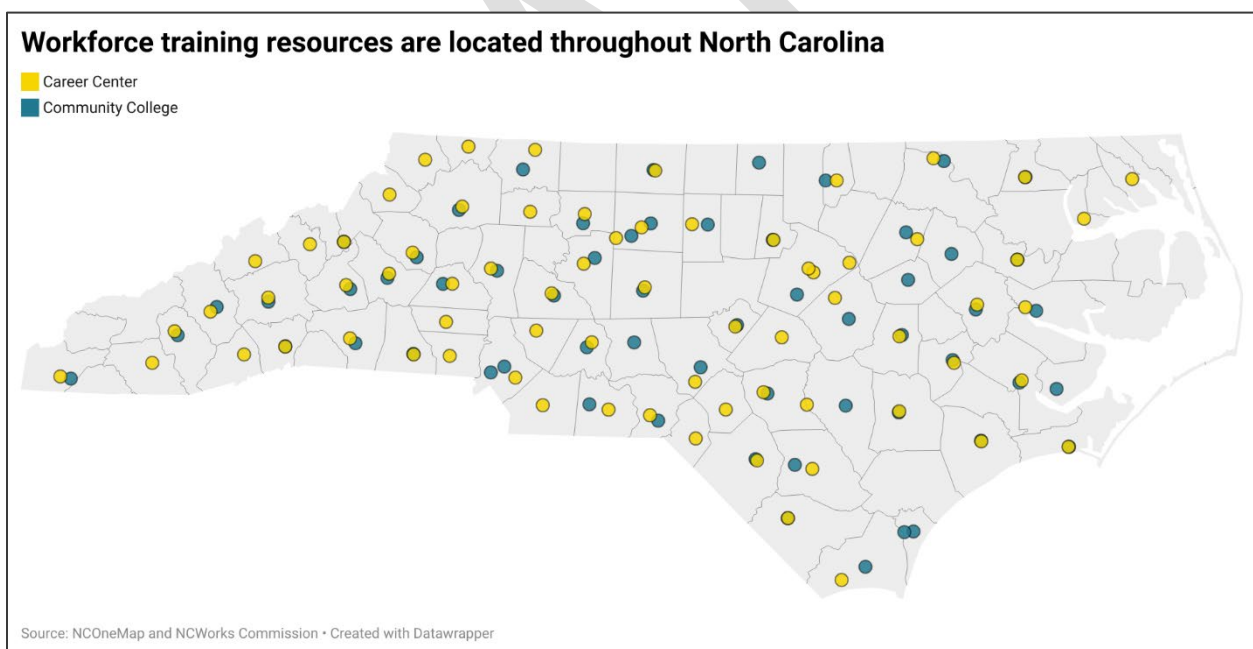 Workforce training resources are located throughout North Carolina
Career Center
Community College
Source: NCOneMap and NCWorks Commission • Created with Datawrapper